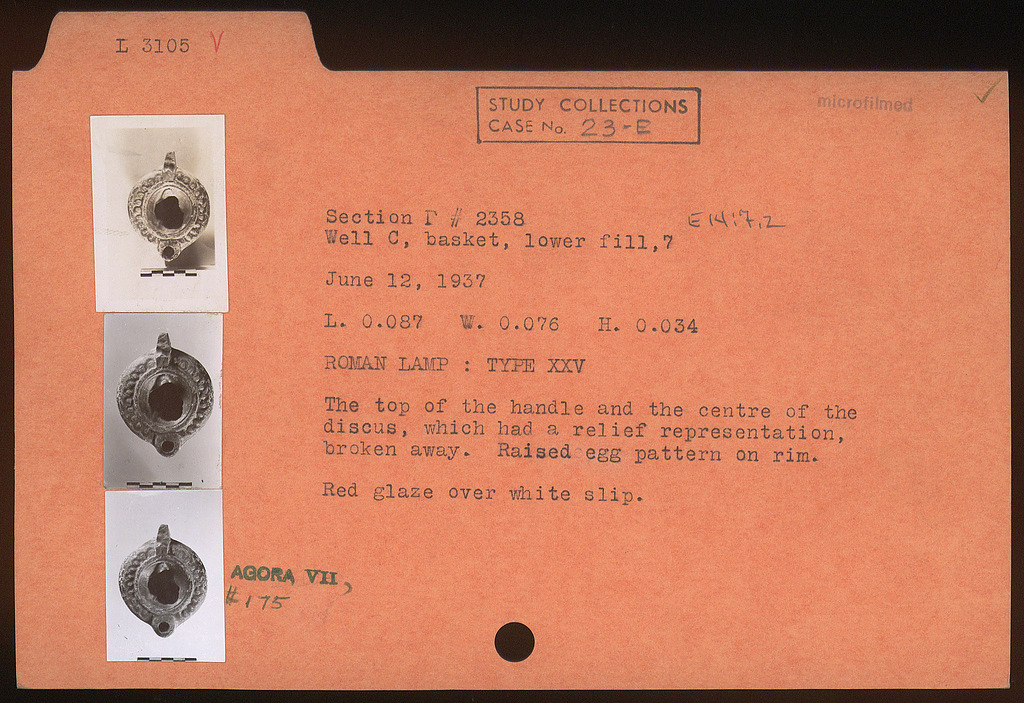 L 3105 V
STUDY COLLECTIONS
CASE No. 23-E
microfilmed
Section Γ # 2358
E 14:7,2
Well C, basket, lower fill,7
June 12, 1937
L. 0.087 W. 0.076 H. 0.034
ROMAN LAMP : TYPE XXV
The top of the handle and the centre of the
discus, which had a relief representation,
broken away. Raised egg pattern on rim.
Red glaze over white slip.
AGORA VII,
#175